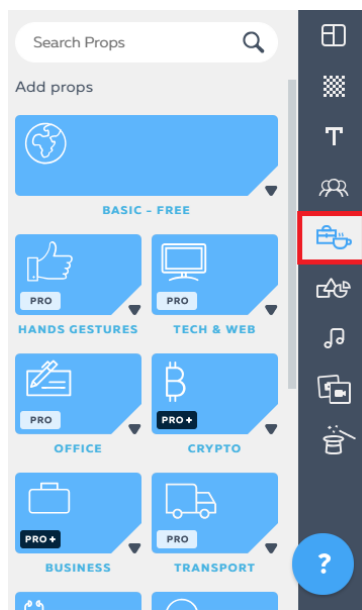 Search Props
Add props
BASIC - FREE
PRO
PRO
HANDS GESTURES
TECH & WEB
PRO
PRO+
OFFICE
CRYPTO
PRO+
PRO
BUSINESS
TRANSPORT
T
?